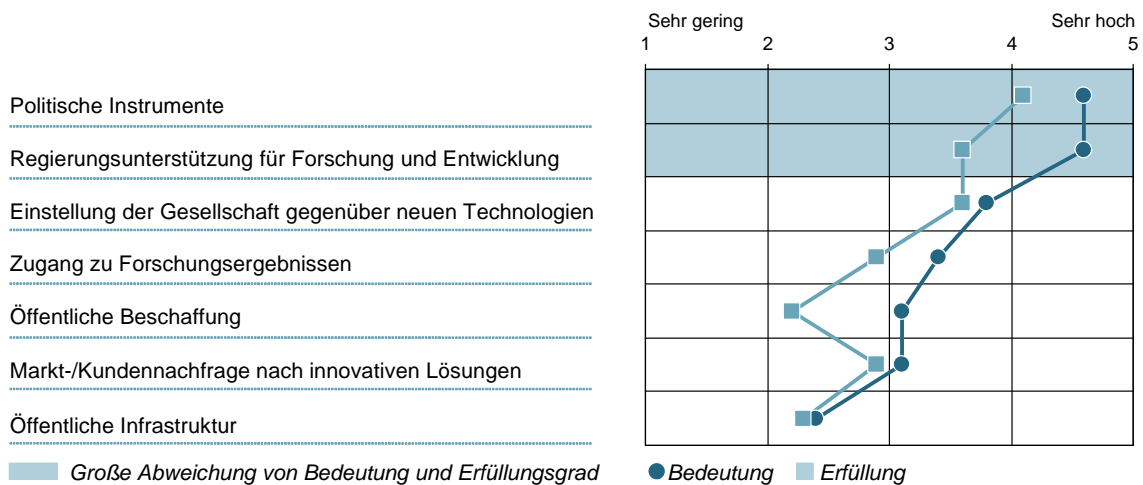 Sehr gering Sehr hoch
1 2 3 4 5
Politische Instrumente
Regierungsunterstützung für Forschung und Entwicklung
Einstellung der Gesellschaft gegenüber neuen Technologien
Zugang zu Forschungsergebnissen
Öffentliche Beschaffung
Markt-/Kundennachfrage nach innovativen Lösungen
Öffentliche Infrastruktur
Große Abweichung von Bedeutung und Erfüllungsgrad Bedeutung Erfüllung